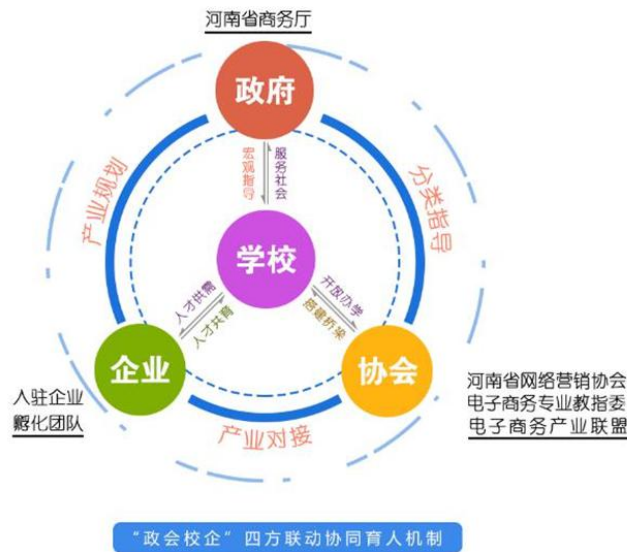 河南省商务厅
政府
产业规划
分类指导
宏观指导
服务社会
学校
人才共需
人才共育
开放办学
搭建桥梁
企业
协会
入驻企业
孵化团队
河南省网络营销协会
电子商务专业教指委
电子商务产业联盟
产业对接
“政会校企”四方联动协同育人机制